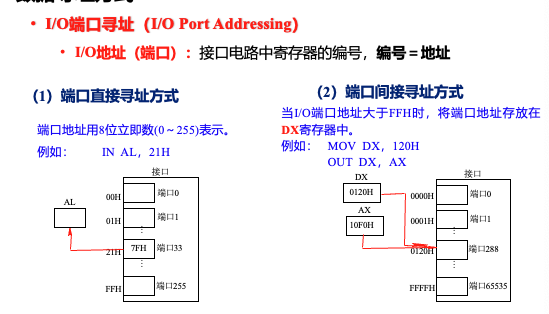 • I/O端口寻址（I/O Port Addressing）
• I/O地址（端口）：接口电路中寄存器的编号，编号＝地址
（1）端口直接寻址方式
端口地址用8位立即数(0～255)表示。
例如： IN AL，21H
接口
AL
00H 端口0
01H 端口1
⋮
21H 7FH 端口33
⋮
FFH 端口255
（2）端口间接寻址方式
当I/O端口地址大于FFH时，将端口地址存放在
DX寄存器中。
例如： MOV DX，120H
OUT DX，AX
接口
DX
0120H
AX
10F0H
0000H 端口0
0001H 端口1
⋮
0120H 端口288
⋮
FFFFH 端口65535